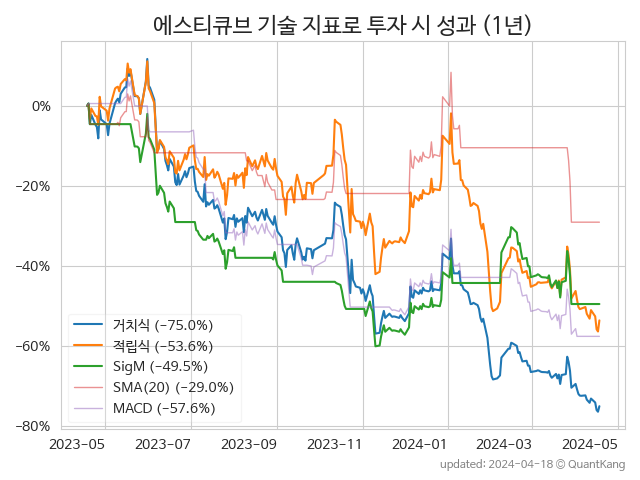 에스티큐브 기술 지표로 투자 시 성과 (1년)
0%
−20%
−40%
−60%
−80%
거치식 (−75.0%)
적립식 (−53.6%)
SigM (−49.5%)
SMA(20) (−29.0%)
MACD (−57.6%)
2023−05 2023−07 2023−09 2023−11 2024−01 2024−03 2024−05
updated: 2024−04−18 © QuantKang